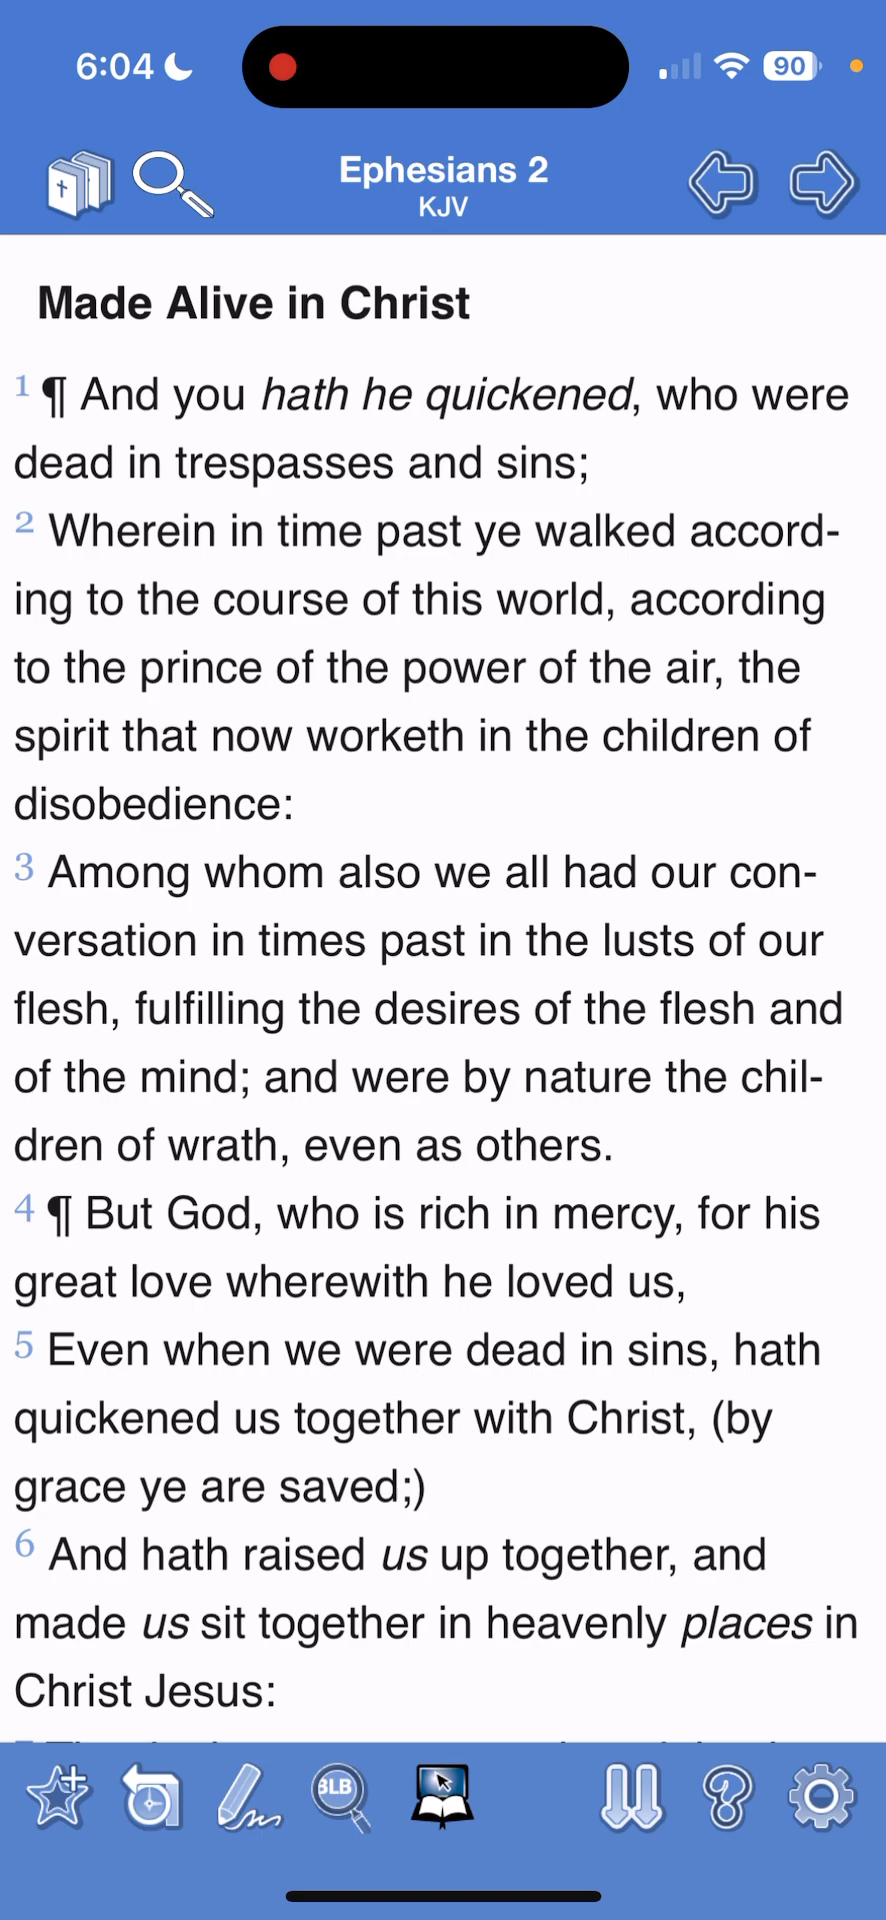 6:04
90
Ephesians 2
KJV
Made Alive in Christ
1 ¶ And you hath he quickened, who were
dead in trespasses and sins;
2 Wherein in time past ye walked accord-
ing to the course of this world, according
to the prince of the power of the air, the
spirit that now worketh in the children of
disobedience:
3 Among whom also we all had our con-
versation in times past in the lusts of our
flesh, fulfilling the desires of the flesh and
of the mind; and were by nature the chil-
dren of wrath, even as others.
4 ¶ But God, who is rich in mercy, for his
great love wherewith he loved us,
5 Even when we were dead in sins, hath
quickened us together with Christ, (by
grace ye are saved;)
6 And hath raised us up together, and
made us sit together in heavenly places in
Christ Jesus:
BLB